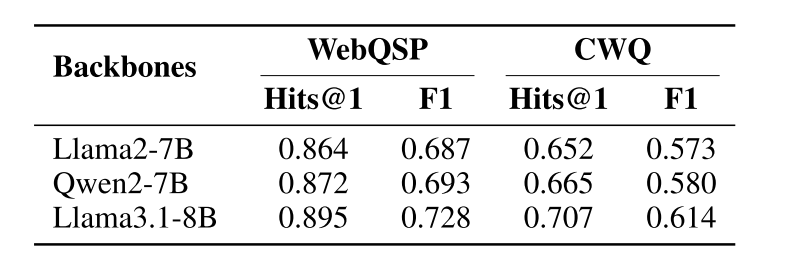 WebQSP CWQ
Backbones
Hits@1 F1 Hits@1 F1
Llama2-7B 0.864 0.687 0.652 0.573
Qwen2-7B 0.872 0.693 0.665 0.580
Llama3.1-8B 0.895 0.728 0.707 0.614